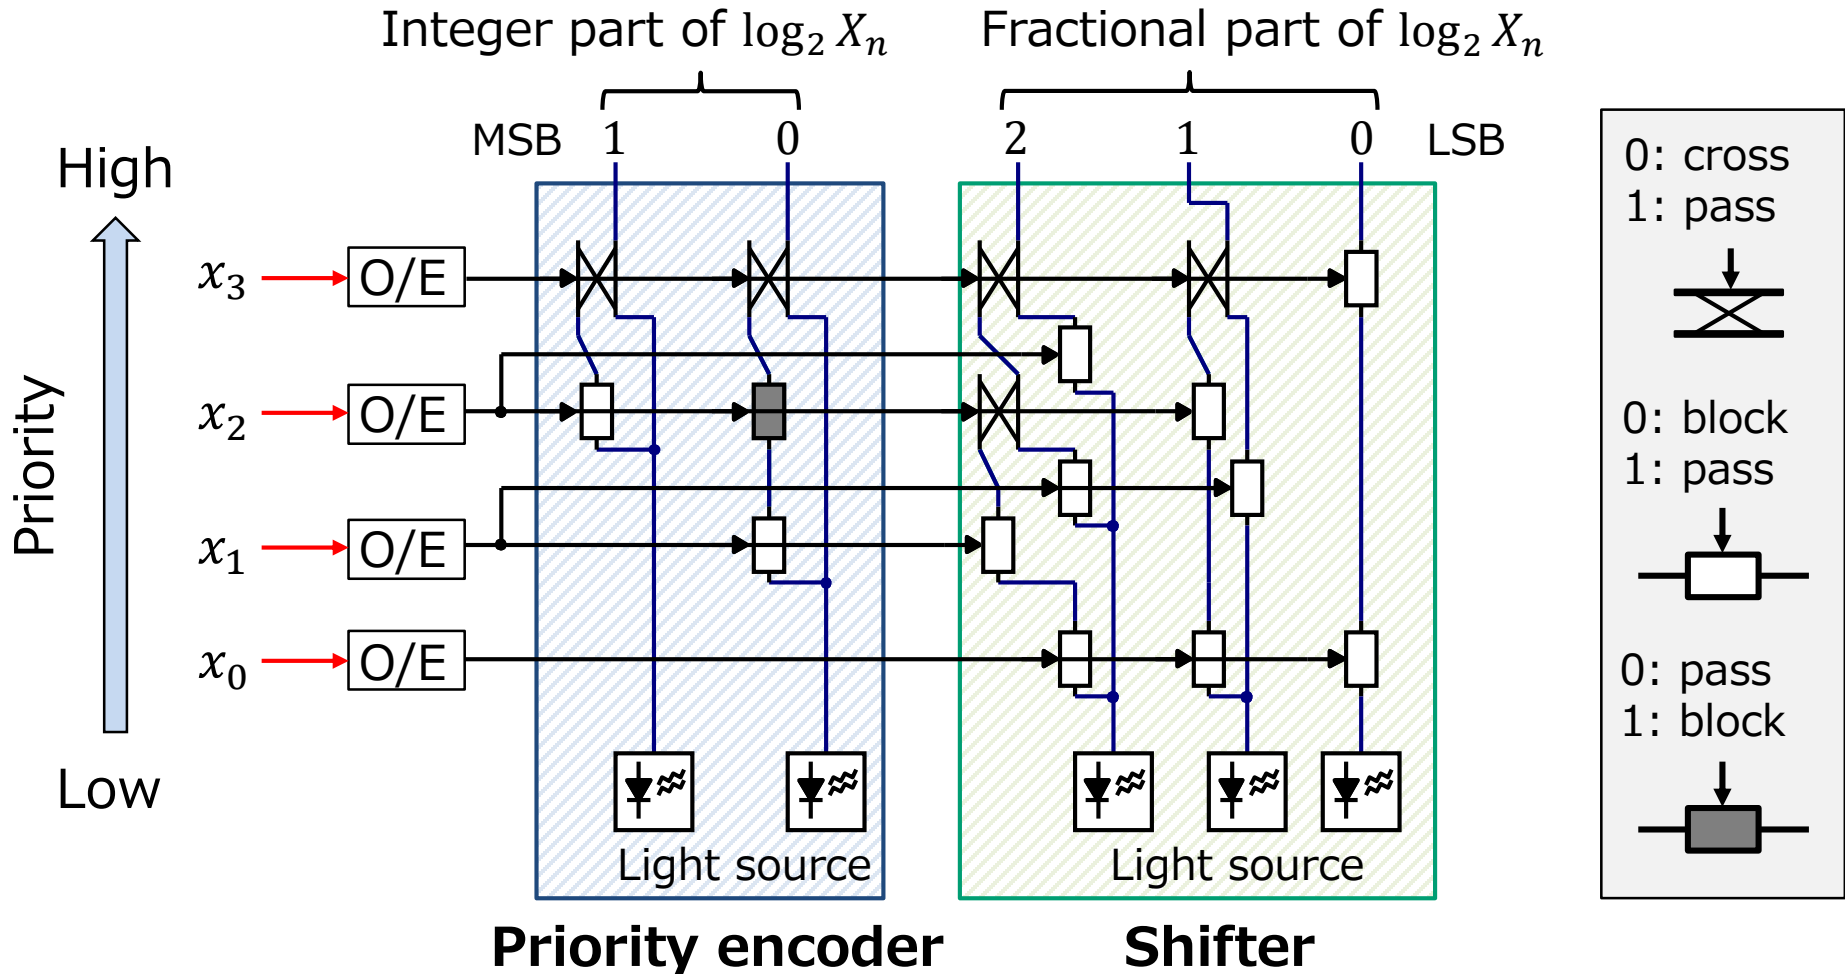 Integer part of log₂ Xₙ
Fractional part of log₂ Xₙ
MSB 1 0
2 1 0 LSB
High
Priority
Low
x₃ O/E
x₂ O/E
x₁ O/E
x₀ O/E
Light source
Light source
Priority encoder
Shifter
0: cross
1: pass
0: block
1: pass
0: pass
1: block